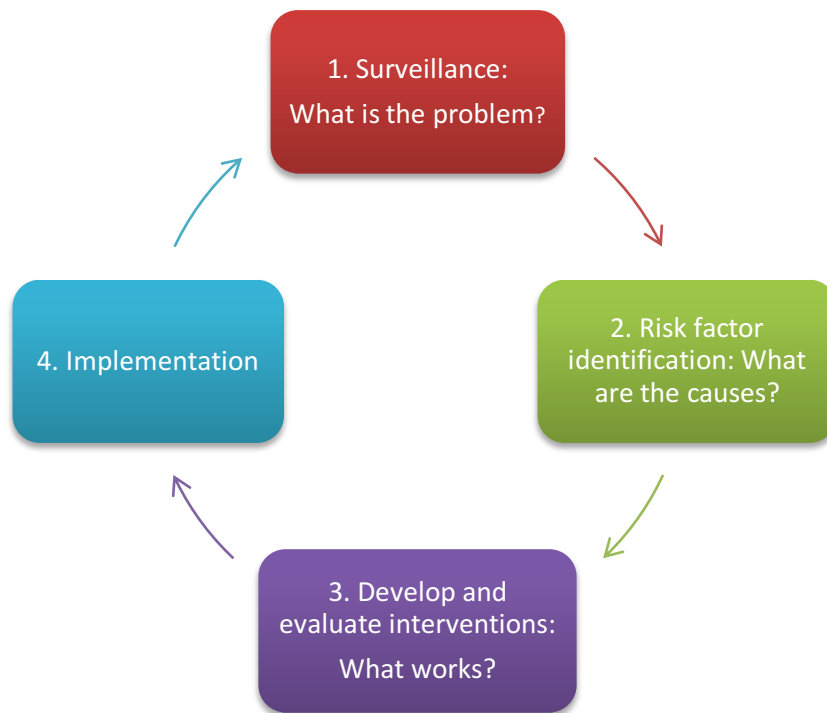 1. Surveillance:
What is the problem?
2. Risk factor
identification: What
are the causes?
3. Develop and
evaluate interventions:
What works?
4. Implementation